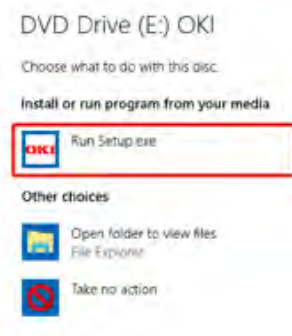 DVD Drive (E:) OKI
Choose what to do with this disc.
Install or run program from your media
OKI
Run Setup.exe
Other choices
Open folder to view files
File Explorer
Take no action